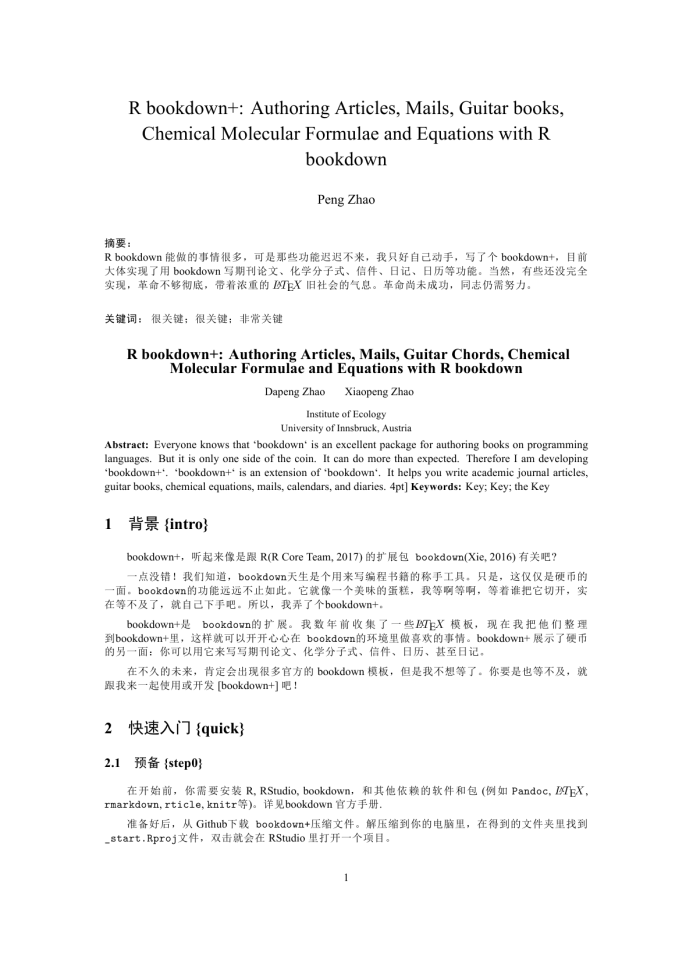 R bookdown+: Authoring Articles, Mails, Guitar books,
Chemical Molecular Formulae and Equations with R
bookdown
Peng Zhao
摘要：
R bookdown 能做的事情很多，可是那些功能迟迟不来，我只好自己动手，写了个 bookdown+，目前
大体实现了用 bookdown 写期刊论文、化学分子式、信件、日记、日历等功能。当然，有些还没完全
实现，革命不够彻底，带着浓重的 LATEX 旧社会的气息。革命尚未成功，同志仍需努力。
关键词： 很关键；很关键；非常关键
R bookdown+: Authoring Articles, Mails, Guitar Chords, Chemical
Molecular Formulae and Equations with R bookdown
Dapeng Zhao Xiaopeng Zhao
Institute of Ecology
University of Innsbruck, Austria
Abstract: Everyone knows that ‘bookdown‘ is an excellent package for authoring books on programming
languages. But it is only one side of the coin. It can do more than expected. Therefore I am developing
‘bookdown+‘. ‘bookdown+‘ is an extension of ‘bookdown‘. It helps you write academic journal articles,
guitar books, chemical equations, mails, calendars, and diaries. 4pt] Keywords: Key; Key; the Key
1 背景 {intro}
bookdown+，听起来像是跟 R(R Core Team, 2017) 的扩展包 bookdown(Xie, 2016) 有关吧？
一点没错！我们知道，bookdown天生是个用来写编程书籍的称手工具。只是，这仅仅是硬币的
一面。bookdown的功能远远不止如此。它就像一个美味的蛋糕，我等啊等啊，等着谁把它切开，实
在等不及了，就自己下手吧。所以，我弄了个bookdown+。
bookdown+是 bookdown的扩展。我数年前收集了一些LATEX 模板，现在我把他们整理
到bookdown+里，这样就可以开开心心在 bookdown的环境里做喜欢的事情。bookdown+ 展示了硬币
的另一面：你可以用它来写写期刊论文、化学分子式、信件、日历、甚至日记。
在不久的未来，肯定会出现很多官方的 bookdown 模板，但是我不想等了。你要是也等不及，就
跟我来一起使用或开发 [bookdown+] 吧！
2 快速入门 {quick}
2.1 预备 {step0}
在开始前，你需要安装 R, RStudio, bookdown，和其他依赖的软件和包 (例如 Pandoc, LATEX,
rmarkdown, rticle, knitr等)。详见bookdown 官方手册.
准备好后，从 Github下载 bookdown+压缩文件。解压缩到你的电脑里，在得到的文件夹里找到
_start.Rproj文件，双击就会在 RStudio 里打开一个项目。
1